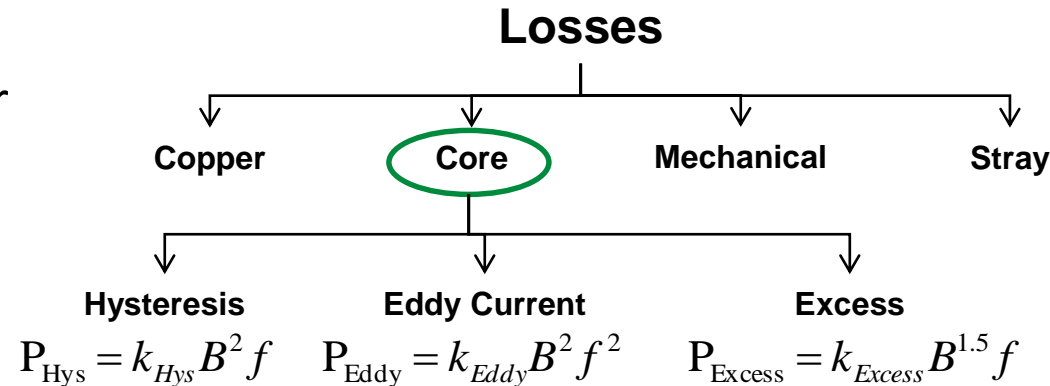 Losses
r
Copper Core Mechanical Stray
Hysteresis Eddy Current Excess
P_Hys = k_Hys B^2 f P_Eddy = k_Eddy B^2 f^2 P_Excess = k_Excess B^1.5 f